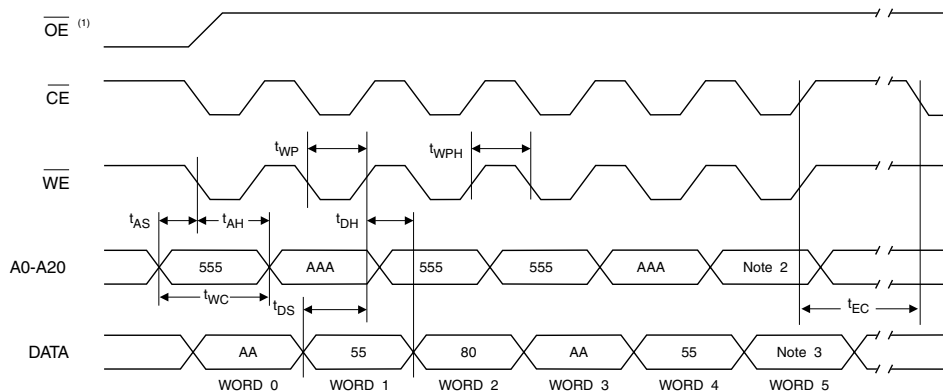 OE (1)
CE
tWP
tWPH
WE
tAS
tAH
tDH
A0-A20
555
AAA
555
555
AAA
Note 2
tWC
tDS
tEC
DATA
AA
55
80
AA
55
Note 3
WORD 0
WORD 1
WORD 2
WORD 3
WORD 4
WORD 5